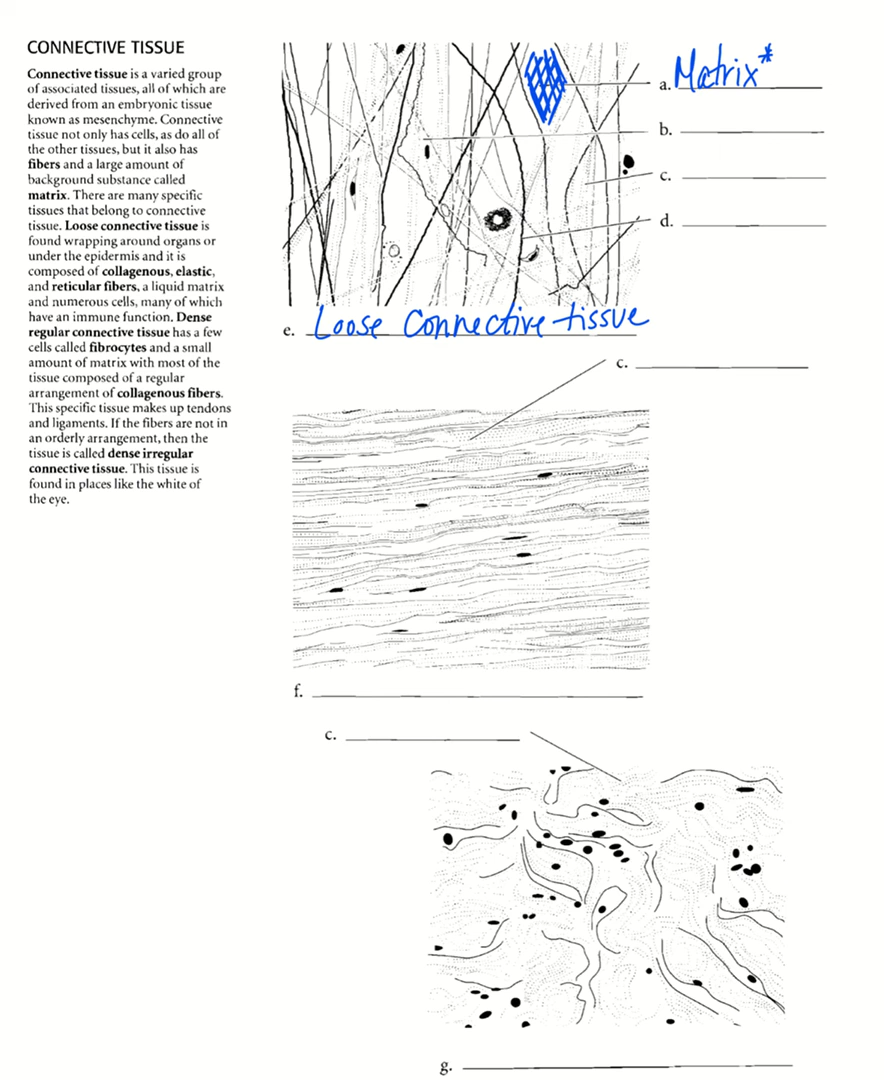 CONNECTIVE TISSUE
Connective tissue is a varied group
of associated tissues, all of which are
derived from an embryonic tissue
known as mesenchyme. Connective
tissue not only has cells, as do all of
the other tissues, but it also has
fibers and a large amount of
background substance called
matrix. There are many specific
tissues that belong to connective
tissue. Loose connective tissue is
found wrapping around organs or
under the epidermis and it is
composed of collagenous, elastic,
and reticular fibers, a liquid matrix
and numerous cells, many of which
have an immune function. Dense
regular connective tissue has a few
cells called fibrocytes and a small
amount of matrix with most of the
tissue composed of a regular
arrangement of collagenous fibers.
This specific tissue makes up tendons
and ligaments. If the fibers are not in
an orderly arrangement, then the
tissue is called dense irregular
connective tissue. This tissue is
found in places like the white of
the eye.
a. Matrix*
b.
c.
d.
e. Loose Connective tissue
c.
f.
c.
g.